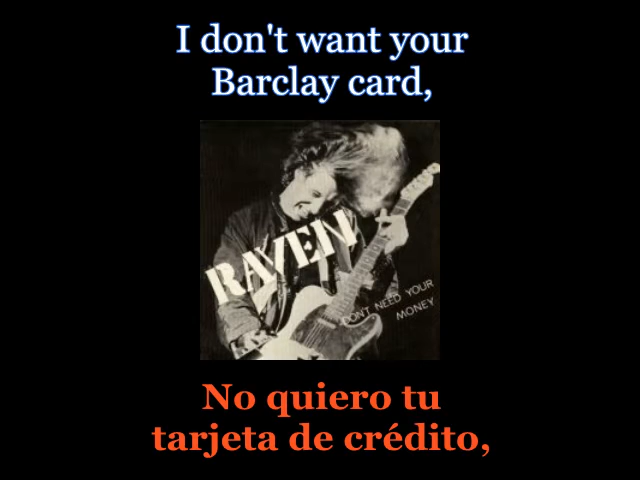 I don't want your
Barclay card,
RAVEN
DON'T NEED YOUR
MONEY
No quiero tu
tarjeta de crédito,